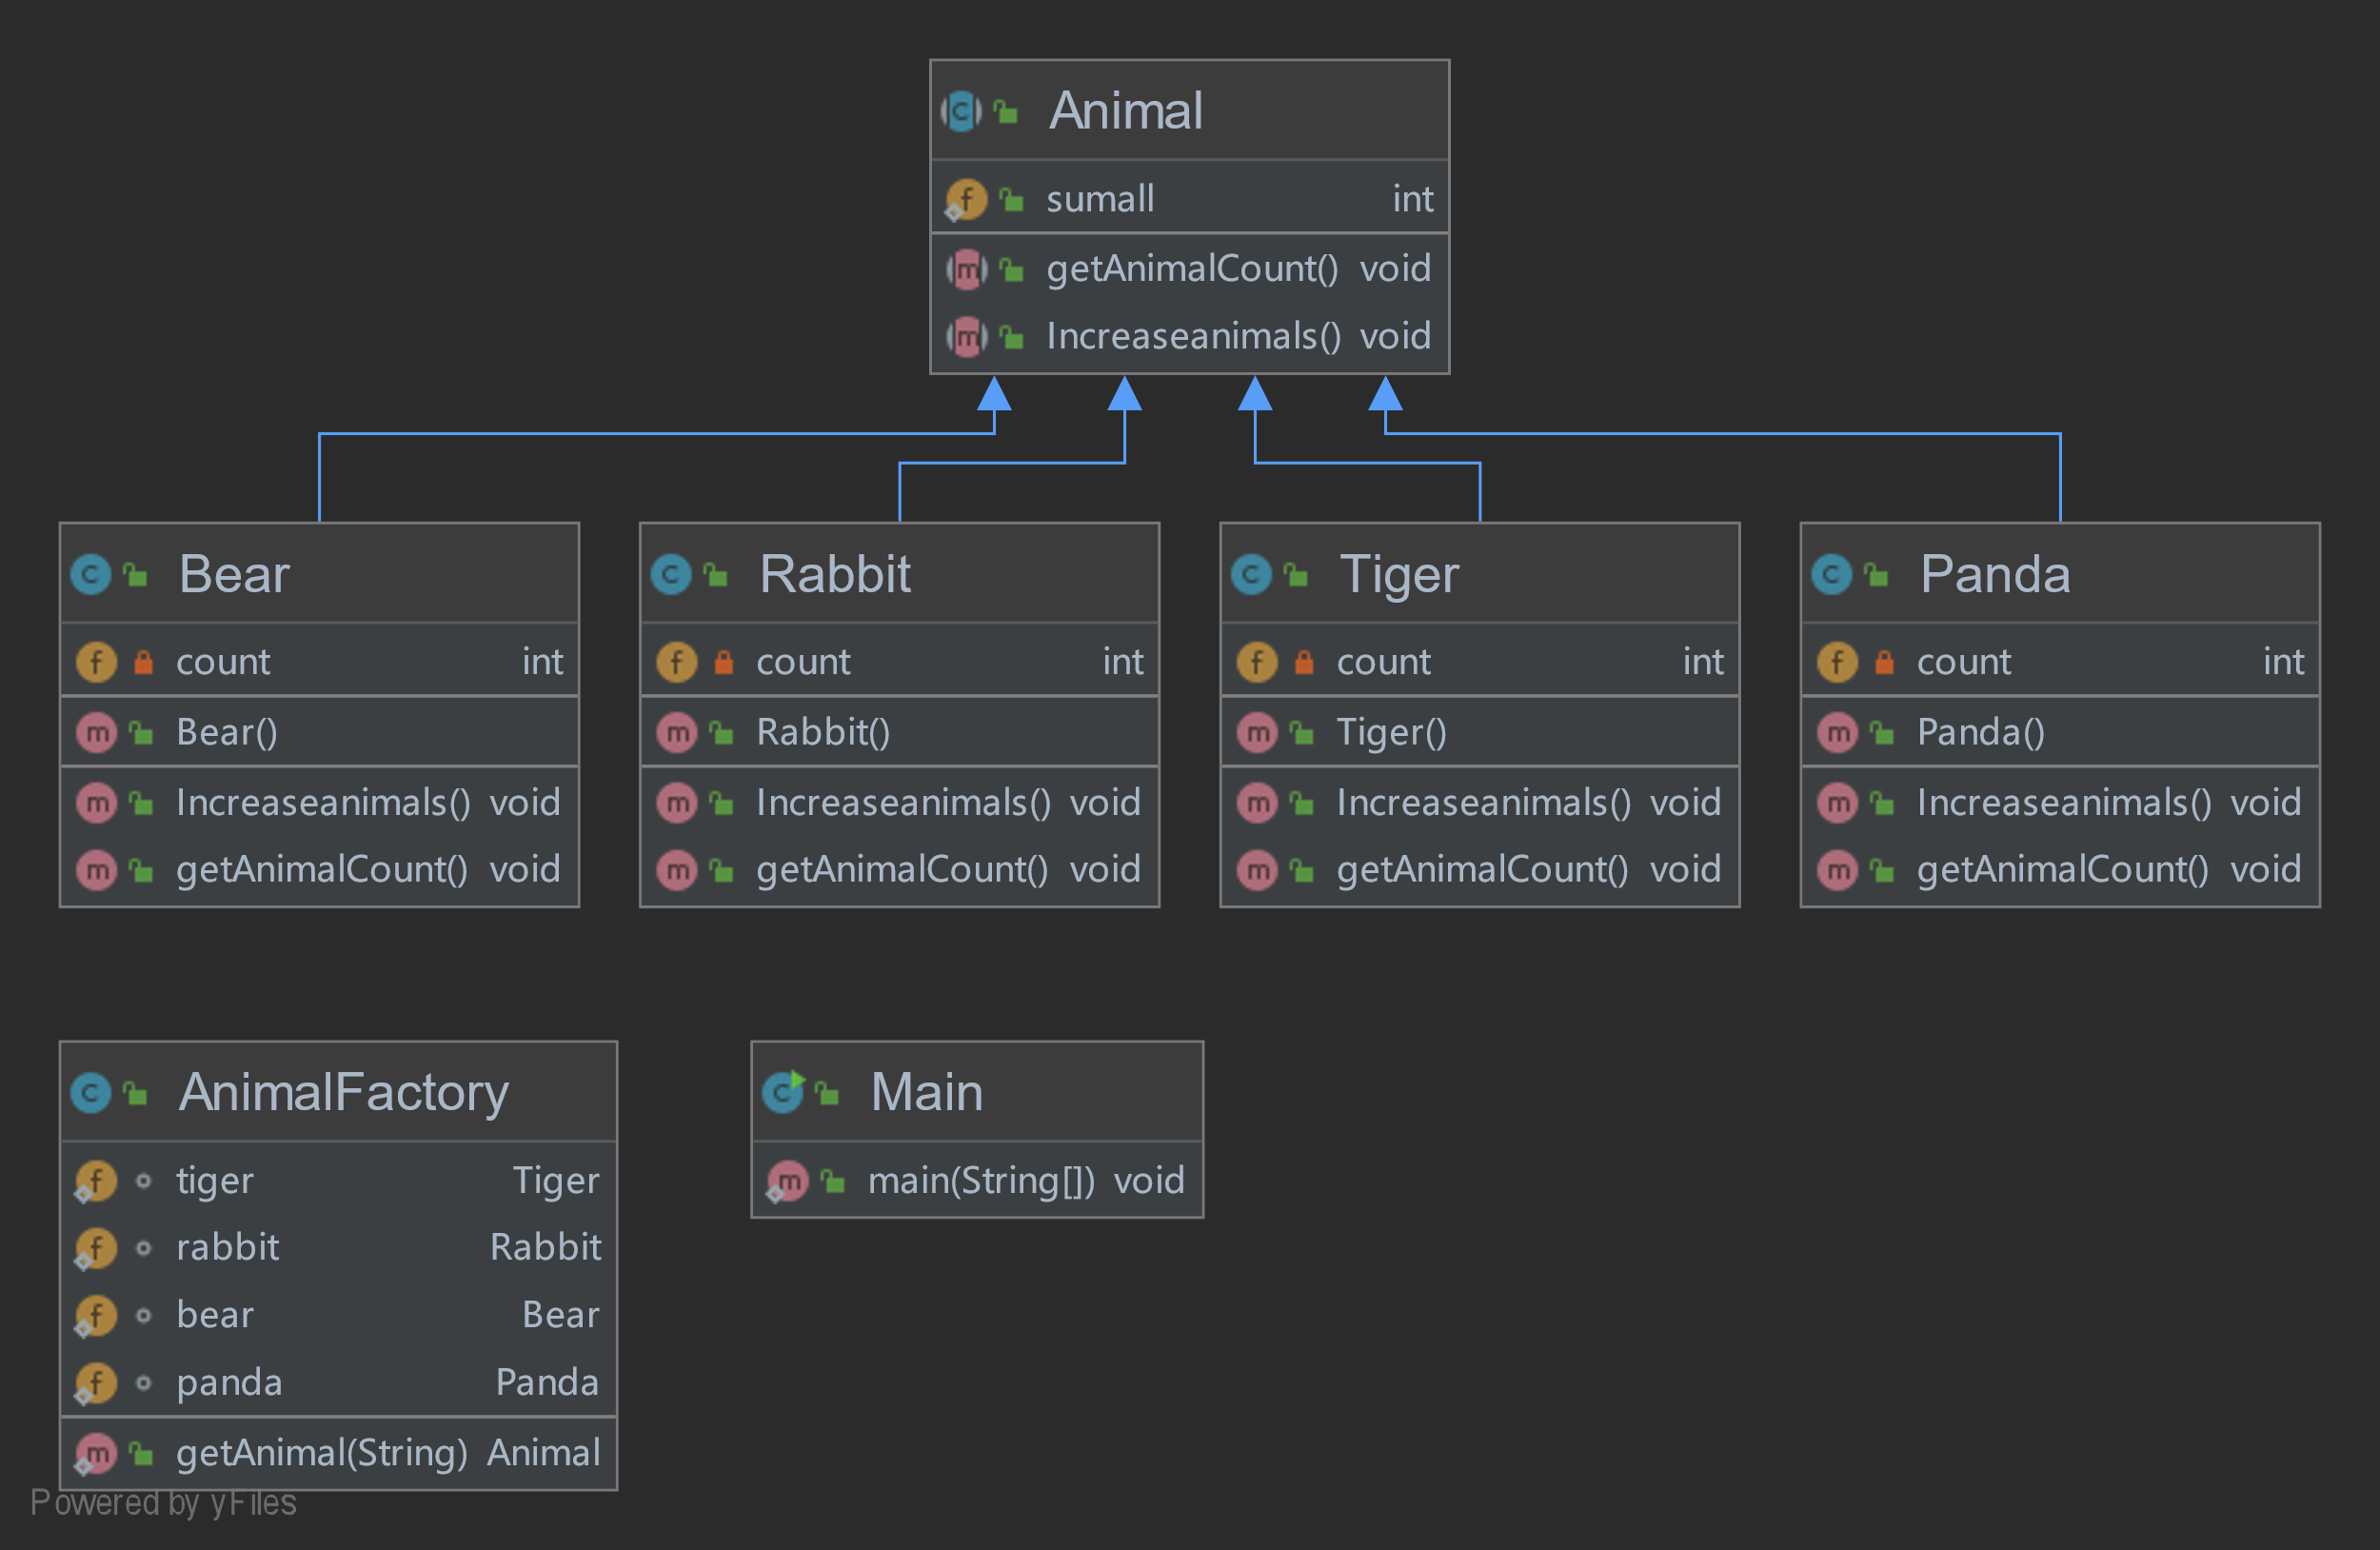 Animal
sumall int
getAnimalCount() void
Increaseanimals() void
Bear
count int
Bear()
Increaseanimals() void
getAnimalCount() void
Rabbit
count int
Rabbit()
Increaseanimals() void
getAnimalCount() void
Tiger
count int
Tiger()
Increaseanimals() void
getAnimalCount() void
Panda
count int
Panda()
Increaseanimals() void
getAnimalCount() void
AnimalFactory
tiger Tiger
rabbit Rabbit
bear Bear
panda Panda
getAnimal(String) Animal
Main
main(String[]) void
Powered by yFiles